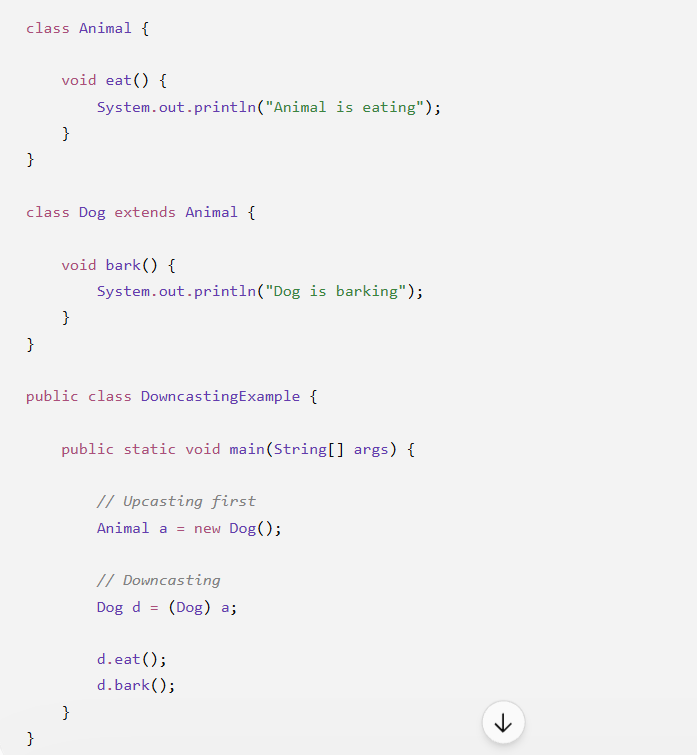 class Animal {
    void eat() {
        System.out.println("Animal is eating");
    }
}
class Dog extends Animal {
    void bark() {
        System.out.println("Dog is barking");
    }
}
public class DowncastingExample {
    public static void main(String[] args) {
        // Upcasting first
        Animal a = new Dog();
        // Downcasting
        Dog d = (Dog) a;
        d.eat();
        d.bark();
    }
}